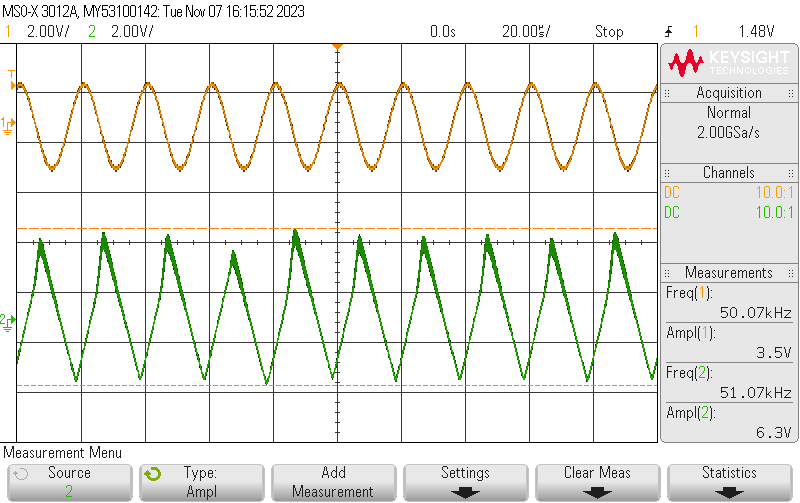 MSO-X 3012A, MY53100142: Tue Nov 07 16:15:52 2023
1 2.00V/ 2 2.00V/ 0.0s 20.00s/ Stop 1 1.48V
KEYSIGHT
TECHNOLOGIES
Acquisition
Normal
2.00GSa/s
Channels
DC 10.0:1
DC 10.0:1
Measurements
Freq(1):
50.07kHz
Ampl(1):
3.5V
Freq(2):
51.07kHz
Ampl(2):
6.3V
T
1
2
Measurement Menu
Source
2
Type:
Ampl
Add
Measurement
Settings
Clear Meas
Statistics